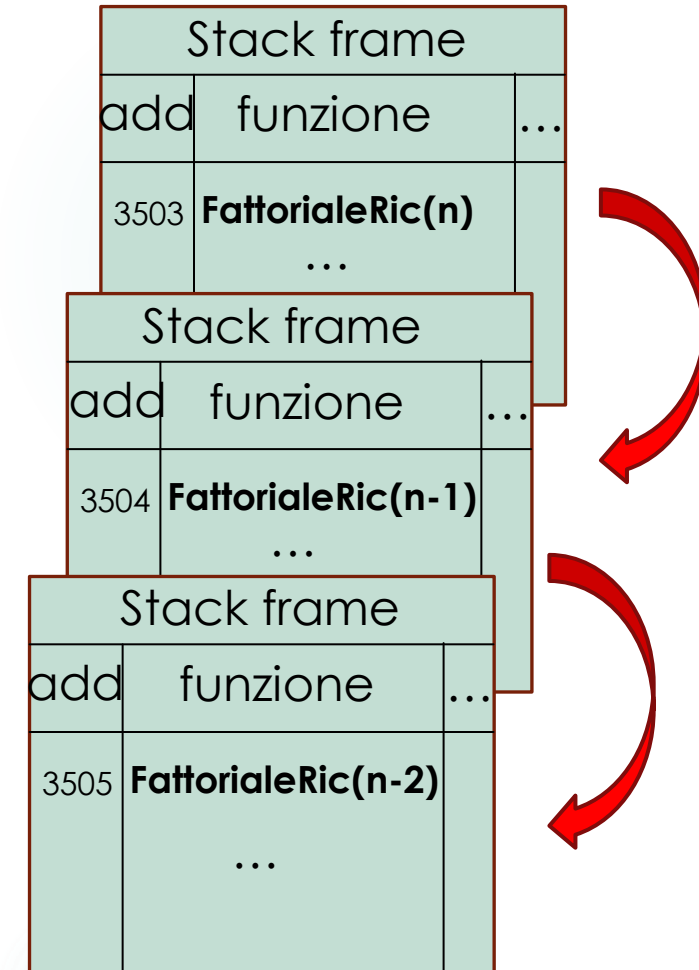 Stack frame
add funzione ...
3503 FattorialeRic(n)
...
Stack frame
add funzione ...
3504 FattorialeRic(n-1)
...
Stack frame
add funzione ...
3505 FattorialeRic(n-2)
...